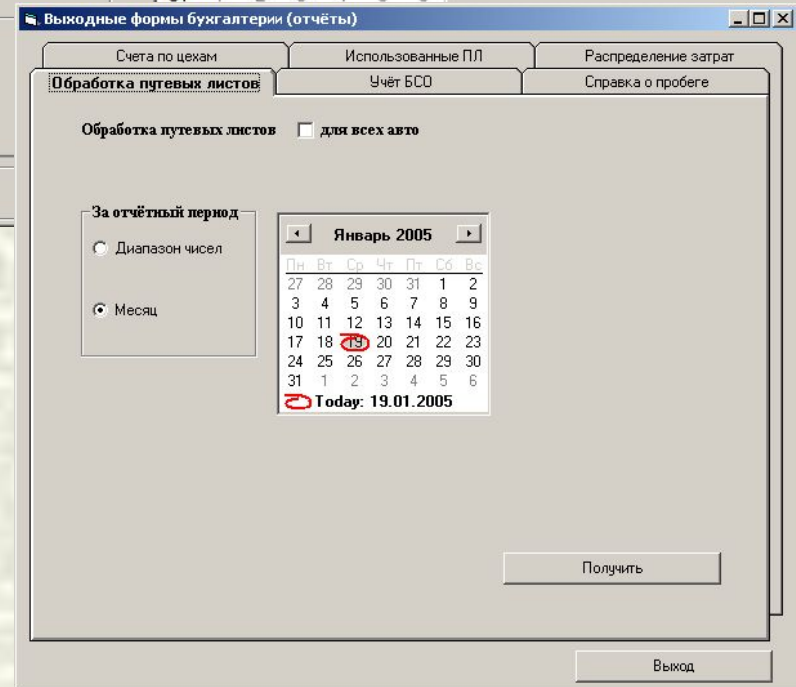 Выходные формы бухгалтерии (отчёты)
Счета по цехам Использованные ПЛ Распределение затрат
Обработка путевых листов Учёт БСО Справка о пробеге
Обработка путевых листов для всех авто
За отчётный период
Диапазон чисел
Месяц
Январь 2005
Пн Вт Ср Чт Пт Сб Вс
27 28 29 30 31 1 2
3 4 5 6 7 8 9
10 11 12 13 14 15 16
17 18 19 20 21 22 23
24 25 26 27 28 29 30
31 1 2 3 4 5 6
Today: 19.01.2005
Получить
Выход